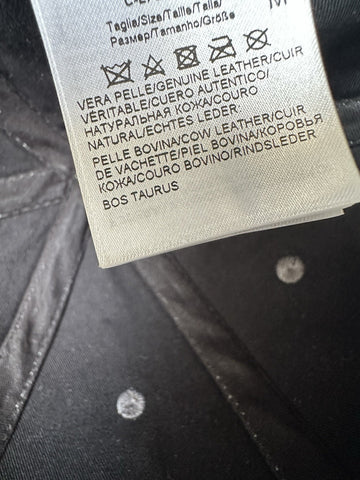 Taglia/Size/Taille/Talla/
Размер/Tamanho/Größe
M
VERA PELLE/GENUINE LEATHER/CUIR
VÉRITABLE/CUERO AUTENTICO/
НАТУРАЛЬНАЯ КОЖА/COURO
NATURAL/ECHTES LEDER:
PELLE BOVINA/COW LEATHER/CUIR
DE VACHETTE/PIEL BOVINA/КОРОВЬЯ
КОЖА/COURO BOVINO/RINDSLEDER
BOS TAURUS